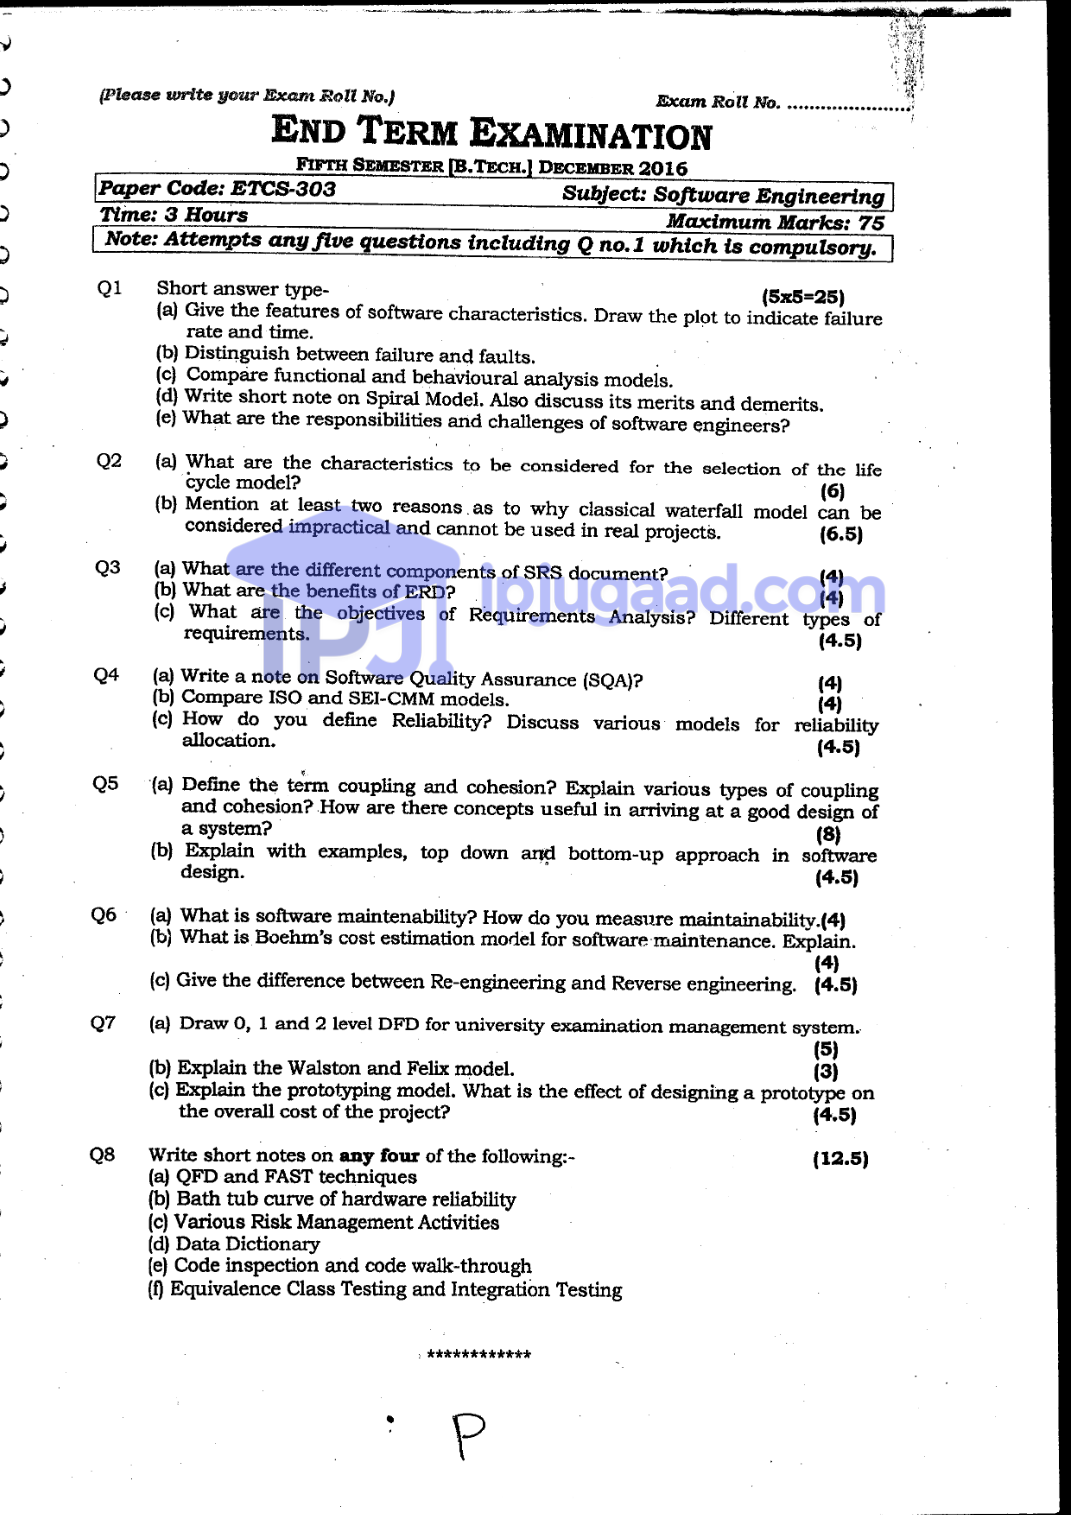 (Please write your Exam Roll No.)
Exam Roll No. ......................
END TERM EXAMINATION
FIFTH SEMESTER [B.TECH.] DECEMBER 2016
Paper Code: ETCS-303 Subject: Software Engineering
Time: 3 Hours Maximum Marks: 75
Note: Attempts any five questions including Q no.1 which is compulsory.
Q1 Short answer type- (5x5=25)
(a) Give the features of software characteristics. Draw the plot to indicate failure
rate and time.
(b) Distinguish between failure and faults.
(c) Compare functional and behavioural analysis models.
(d) Write short note on Spiral Model. Also discuss its merits and demerits.
(e) What are the responsibilities and challenges of software engineers?
Q2 (a) What are the characteristics to be considered for the selection of the life
cycle model? (6)
(b) Mention at least two reasons as to why classical waterfall model can be
considered impractical and cannot be used in real projects. (6.5)
Q3 (a) What are the different components of SRS document? (4)
(b) What are the benefits of ERD? (4)
(c) What are the objectives of Requirements Analysis? Different types of
requirements. (4.5)
ipjugaad.com
IPJ!
Q4 (a) Write a note on Software Quality Assurance (SQA)? (4)
(b) Compare ISO and SEI-CMM models. (4)
(c) How do you define Reliability? Discuss various models for reliability
allocation. (4.5)
Q5 (a) Define the term coupling and cohesion? Explain various types of coupling
and cohesion? How are there concepts useful in arriving at a good design of
a system? (8)
(b) Explain with examples, top down and bottom-up approach in software
design. (4.5)
Q6 (a) What is software maintenability? How do you measure maintainability.(4)
(b) What is Boehm's cost estimation model for software maintenance. Explain.
(4)
(c) Give the difference between Re-engineering and Reverse engineering. (4.5)
Q7 (a) Draw 0, 1 and 2 level DFD for university examination management system.
(5)
(b) Explain the Walston and Felix model. (3)
(c) Explain the prototyping model. What is the effect of designing a prototype on
the overall cost of the project? (4.5)
Q8 Write short notes on any four of the following:- (12.5)
(a) QFD and FAST techniques
(b) Bath tub curve of hardware reliability
(c) Various Risk Management Activities
(d) Data Dictionary
(e) Code inspection and code walk-through
(f) Equivalence Class Testing and Integration Testing
************
P